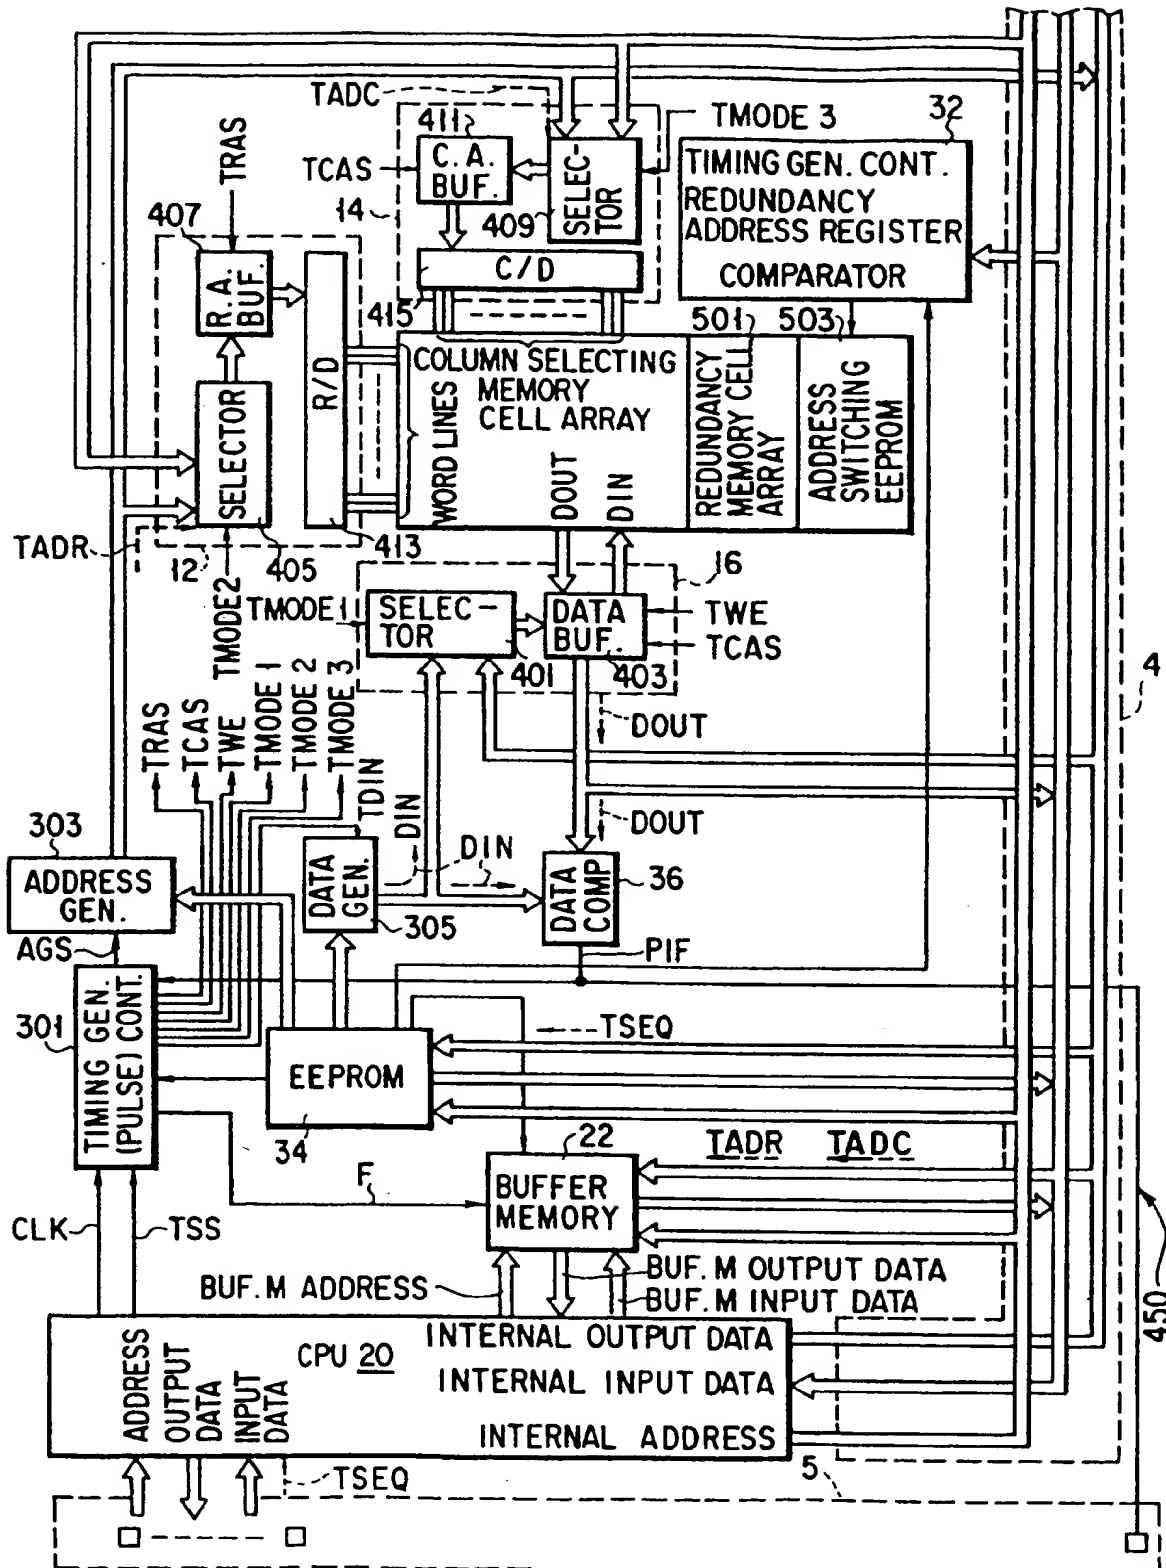 TADC
TMODE 3
32
411
C. A.
BUF.
TCAS
SELEC-
TOR
409
14
TIMING GEN. CONT.
REDUNDANCY
ADDRESS REGISTER
COMPARATOR
TRAS
407
R. A.
BUF.
C/D
415
R/D
501
503
COLUMN SELECTING
MEMORY
CELL ARRAY
WORD LINES
DOUT
DIN
REDUNDANCY
MEMORY CELL
ARRAY
ADDRESS
SWITCHING
EEPROM
SELECTOR
TADR
12
405
413
TMODE2
TMODE1
SELEC-
TOR
401
DATA
BUF.
403
16
TWE
TCAS
4
DOUT
TRAS
TCAS
TWE
TMODE 1
TMODE 2
TMODE 3
TDIN
DIN
DIN
DOUT
303
ADDRESS
GEN.
DATA
GEN.
305
DATA
COMP
36
AGS
PIF
301
TIMING GEN.
(PULSE) CONT.
TSEQ
EEPROM
34
22
TADR
TADC
BUFFER
MEMORY
F
CLK
TSS
BUF. M ADDRESS
BUF. M OUTPUT DATA
BUF. M INPUT DATA
450
CPU 20
INTERNAL OUTPUT DATA
INTERNAL INPUT DATA
INTERNAL ADDRESS
ADDRESS
OUTPUT
DATA
INPUT
DATA
TSEQ
5